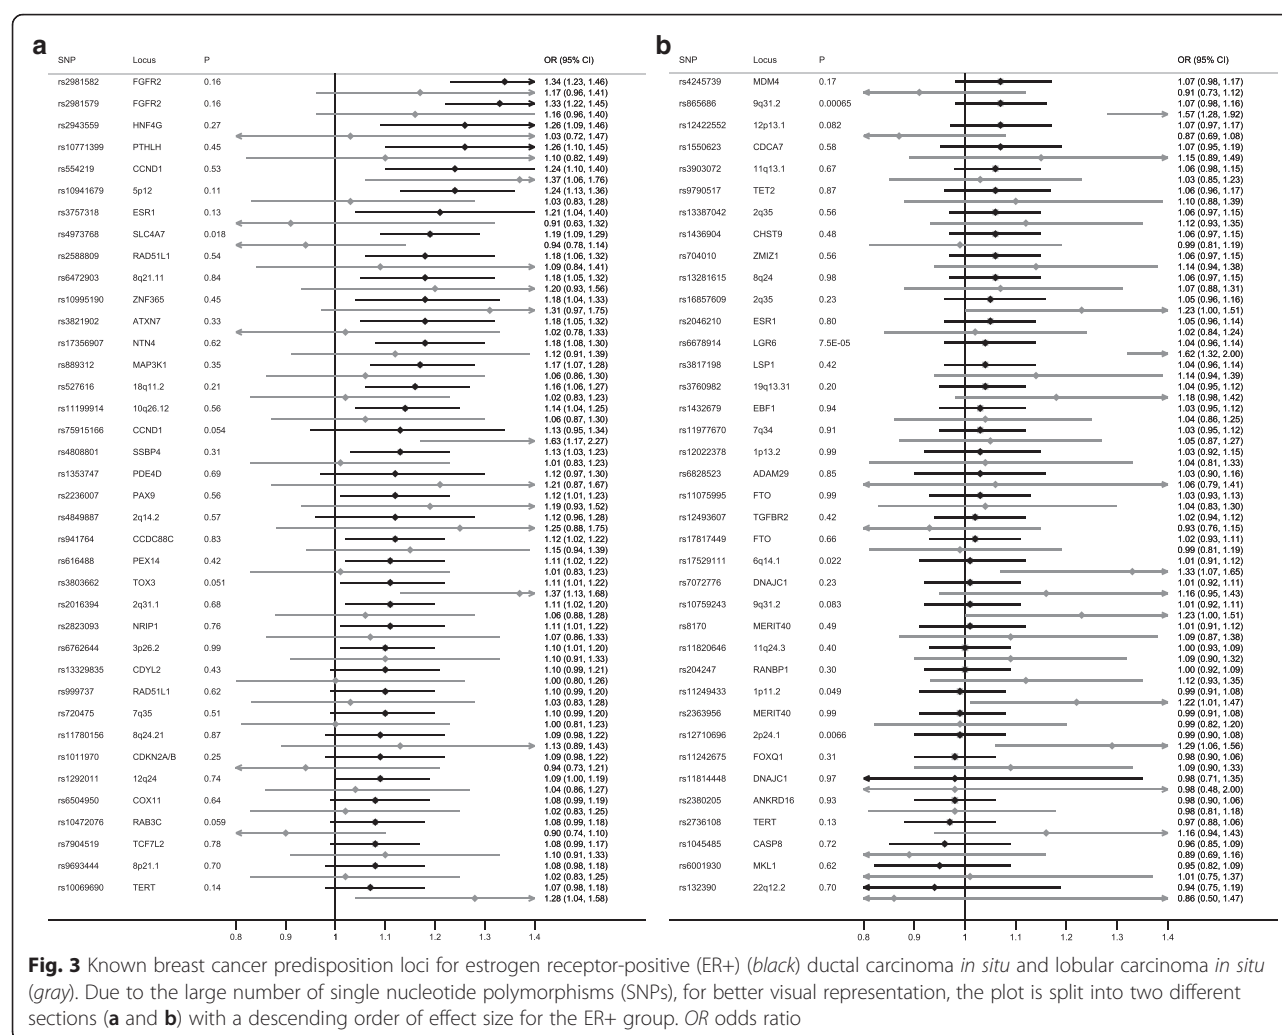 a
SNP Locus P OR (95% CI)
rs2981582 FGFR2 0.16 1.34 (1.23, 1.46)
1.17 (0.96, 1.41)
rs2981579 FGFR2 0.16 1.33 (1.22, 1.45)
1.16 (0.96, 1.40)
rs2943559 HNF4G 0.27 1.26 (1.09, 1.46)
1.03 (0.72, 1.47)
rs10771399 PTHLH 0.45 1.26 (1.10, 1.45)
1.10 (0.82, 1.49)
rs554219 CCND1 0.53 1.24 (1.10, 1.40)
1.37 (1.06, 1.76)
rs10941679 5p12 0.11 1.24 (1.13, 1.36)
1.03 (0.83, 1.28)
rs3757318 ESR1 0.13 1.21 (1.04, 1.40)
0.91 (0.63, 1.32)
rs4973768 SLC4A7 0.018 1.19 (1.09, 1.29)
0.94 (0.78, 1.14)
rs2588809 RAD51L1 0.54 1.18 (1.06, 1.32)
1.09 (0.84, 1.41)
rs6472903 8q21.11 0.84 1.18 (1.05, 1.32)
1.20 (0.93, 1.56)
rs10995190 ZNF365 0.45 1.18 (1.04, 1.33)
1.31 (0.97, 1.75)
rs3821902 ATXN7 0.33 1.18 (1.05, 1.32)
1.02 (0.78, 1.33)
rs17356907 NTN4 0.62 1.18 (1.08, 1.30)
1.12 (0.91, 1.39)
rs889312 MAP3K1 0.35 1.17 (1.07, 1.28)
1.06 (0.86, 1.30)
rs527616 18q11.2 0.21 1.16 (1.06, 1.27)
1.02 (0.83, 1.23)
rs11199914 10q26.12 0.56 1.14 (1.04, 1.25)
1.06 (0.87, 1.30)
rs75915166 CCND1 0.054 1.13 (0.95, 1.34)
1.63 (1.17, 2.27)
rs4808801 SSBP4 0.31 1.13 (1.03, 1.23)
1.01 (0.83, 1.23)
rs1353747 PDE4D 0.69 1.12 (0.97, 1.30)
1.21 (0.87, 1.67)
rs2236007 PAX9 0.56 1.12 (1.01, 1.23)
1.19 (0.93, 1.52)
rs4849887 2q14.2 0.57 1.12 (0.96, 1.28)
1.25 (0.88, 1.75)
rs941764 CCDC88C 0.83 1.12 (1.02, 1.22)
1.15 (0.94, 1.39)
rs616488 PEX14 0.42 1.11 (1.02, 1.22)
1.01 (0.83, 1.23)
rs3803662 TOX3 0.051 1.11 (1.01, 1.22)
1.37 (1.13, 1.68)
rs2016394 2q31.1 0.68 1.11 (1.02, 1.20)
1.06 (0.88, 1.28)
rs2823093 NRIP1 0.76 1.11 (1.01, 1.22)
1.07 (0.86, 1.33)
rs6762644 3p26.2 0.99 1.10 (1.01, 1.20)
1.10 (0.91, 1.33)
rs13329835 CDYL2 0.43 1.10 (0.99, 1.21)
1.00 (0.80, 1.26)
rs999737 RAD51L1 0.62 1.10 (0.99, 1.20)
1.03 (0.83, 1.28)
rs720475 7q35 0.51 1.10 (0.99, 1.20)
1.00 (0.81, 1.23)
rs11780156 8q24.21 0.87 1.09 (0.98, 1.22)
1.13 (0.89, 1.43)
rs1011970 CDKN2A/B 0.25 1.09 (0.98, 1.22)
0.94 (0.73, 1.21)
rs1292011 12q24 0.74 1.09 (1.00, 1.19)
1.04 (0.86, 1.27)
rs6504950 COX11 0.64 1.08 (0.99, 1.19)
1.02 (0.83, 1.25)
rs10472076 RAB3C 0.059 1.08 (0.99, 1.18)
0.90 (0.74, 1.10)
rs7904519 TCF7L2 0.78 1.08 (0.99, 1.17)
1.10 (0.91, 1.33)
rs9693444 8p21.1 0.70 1.08 (0.98, 1.18)
1.02 (0.83, 1.25)
rs10069690 TERT 0.14 1.07 (0.98, 1.18)
1.28 (1.04, 1.58)
0.8 0.9 1 1.1 1.2 1.3 1.4
b
SNP Locus P OR (95% CI)
rs4245739 MDM4 0.17 1.07 (0.98, 1.17)
0.91 (0.73, 1.12)
rs865686 9q31.2 0.00065 1.07 (0.98, 1.16)
1.57 (1.28, 1.92)
rs12422552 12p13.1 0.082 1.07 (0.97, 1.17)
0.87 (0.69, 1.08)
rs1550623 CDCA7 0.58 1.07 (0.95, 1.19)
1.15 (0.89, 1.49)
rs3903072 11q13.1 0.67 1.06 (0.98, 1.15)
1.03 (0.85, 1.23)
rs9790517 TET2 0.87 1.06 (0.96, 1.17)
1.10 (0.88, 1.39)
rs13387042 2q35 0.56 1.06 (0.97, 1.15)
1.12 (0.93, 1.35)
rs1436904 CHST9 0.48 1.06 (0.97, 1.15)
0.99 (0.81, 1.19)
rs704010 ZMIZ1 0.56 1.06 (0.97, 1.15)
1.14 (0.94, 1.38)
rs13281615 8q24 0.98 1.06 (0.97, 1.15)
1.07 (0.88, 1.31)
rs16857609 2q35 0.23 1.05 (0.96, 1.16)
1.23 (1.00, 1.51)
rs2046210 ESR1 0.80 1.05 (0.96, 1.14)
1.02 (0.84, 1.24)
rs6678914 LGR6 7.5E-05 1.04 (0.96, 1.14)
1.62 (1.32, 2.00)
rs3817198 LSP1 0.42 1.04 (0.96, 1.14)
1.14 (0.94, 1.39)
rs3760982 19q13.31 0.20 1.04 (0.95, 1.12)
1.18 (0.98, 1.42)
rs1432679 EBF1 0.94 1.03 (0.95, 1.12)
1.04 (0.86, 1.25)
rs11977670 7q34 0.91 1.03 (0.95, 1.12)
1.05 (0.87, 1.27)
rs12022378 1p13.2 0.99 1.03 (0.92, 1.15)
1.04 (0.81, 1.33)
rs6828523 ADAM29 0.85 1.03 (0.90, 1.16)
1.06 (0.79, 1.41)
rs11075995 FTO 0.99 1.03 (0.93, 1.13)
1.04 (0.83, 1.30)
rs12493607 TGFBR2 0.42 1.02 (0.94, 1.12)
0.93 (0.76, 1.15)
rs17817449 FTO 0.66 1.02 (0.93, 1.11)
0.99 (0.81, 1.19)
rs17529111 6q14.1 0.022 1.01 (0.91, 1.12)
1.33 (1.07, 1.65)
rs7072776 DNAJC1 0.23 1.01 (0.92, 1.11)
1.16 (0.95, 1.43)
rs10759243 9q31.2 0.083 1.01 (0.92, 1.11)
1.23 (1.00, 1.51)
rs8170 MERIT40 0.49 1.01 (0.91, 1.12)
1.09 (0.87, 1.38)
rs11820646 11q24.3 0.40 1.00 (0.93, 1.09)
1.09 (0.90, 1.32)
rs204247 RANBP1 0.30 1.00 (0.92, 1.09)
1.12 (0.93, 1.35)
rs11249433 1p11.2 0.049 0.99 (0.91, 1.08)
1.22 (1.01, 1.47)
rs2363956 MERIT40 0.99 0.99 (0.91, 1.08)
0.99 (0.82, 1.20)
rs12710696 2p24.1 0.0066 0.99 (0.90, 1.08)
1.29 (1.06, 1.56)
rs11242675 FOXQ1 0.31 0.98 (0.90, 1.06)
1.09 (0.90, 1.33)
rs11814448 DNAJC1 0.97 0.98 (0.71, 1.35)
0.98 (0.48, 2.00)
rs2380205 ANKRD16 0.93 0.98 (0.90, 1.06)
0.98 (0.81, 1.18)
rs2736108 TERT 0.13 0.97 (0.88, 1.06)
1.16 (0.94, 1.43)
rs1045485 CASP8 0.72 0.96 (0.85, 1.09)
0.89 (0.69, 1.16)
rs6001930 MKL1 0.62 0.95 (0.82, 1.09)
1.01 (0.75, 1.37)
rs132390 22q12.2 0.70 0.94 (0.75, 1.19)
0.86 (0.50, 1.47)
0.8 0.9 1 1.1 1.2 1.3 1.4
Fig. 3 Known breast cancer predisposition loci for estrogen receptor-positive (ER+) (black) ductal carcinoma in situ and lobular carcinoma in situ
(gray). Due to the large number of single nucleotide polymorphisms (SNPs), for better visual representation, the plot is split into two different
sections (a and b) with a descending order of effect size for the ER+ group. OR odds ratio